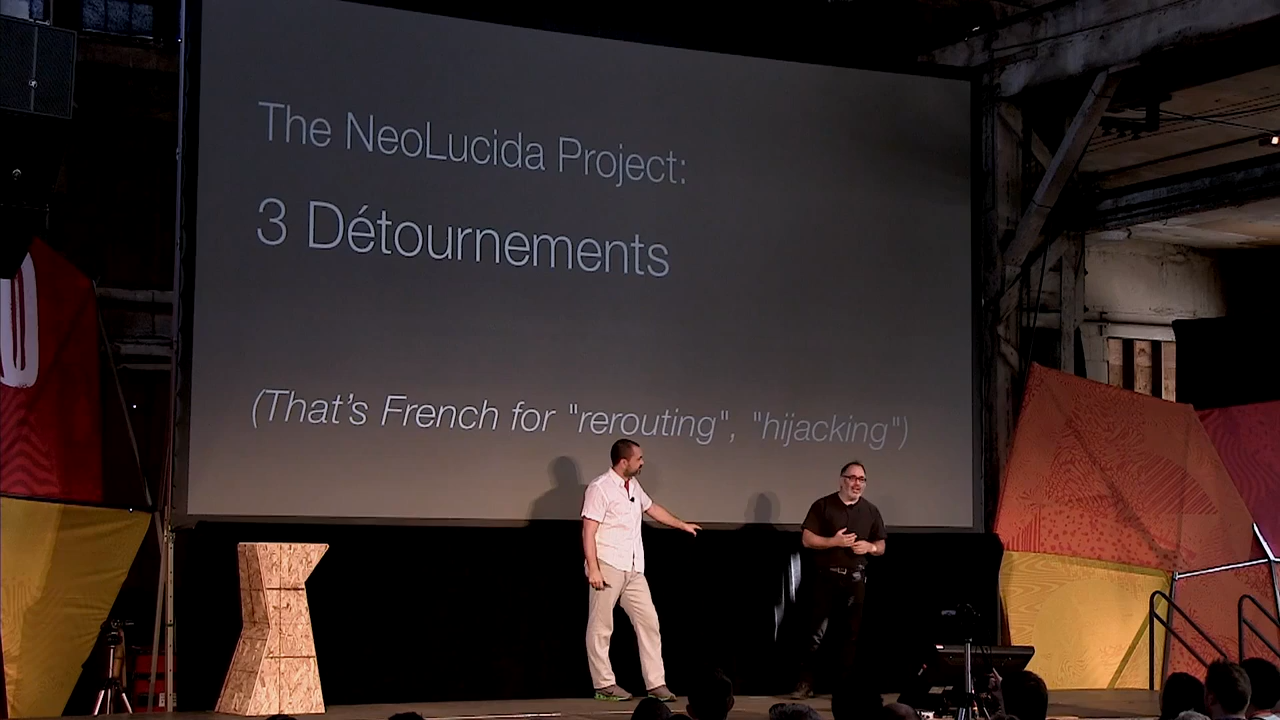 The NeoLucida Project:
3 Détournements
(That's French for "rerouting", "hijacking")